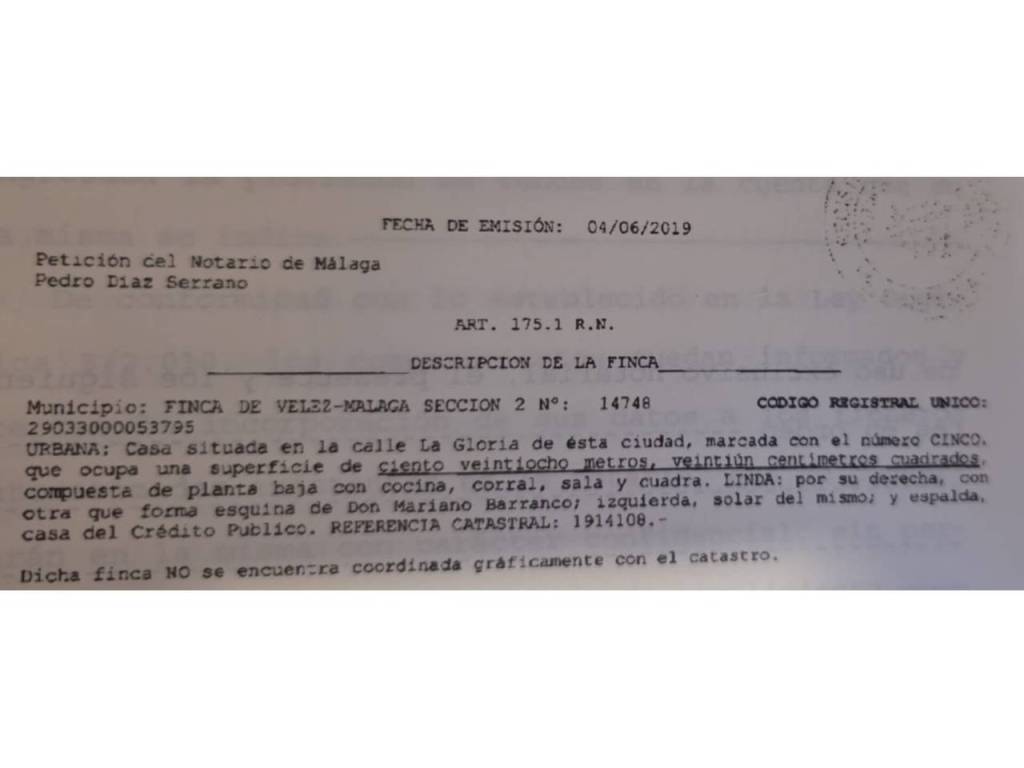 FECHA DE EMISIÓN: 04/06/2019
Petición del Notario de Málaga
Pedro Díaz Serrano
ART. 175.1 R.N.
DESCRIPCION DE LA FINCA
Municipio: FINCA DE VELEZ-MALAGA SECCION 2 Nº: 14748 CODIGO REGISTRAL UNICO:
29033000053795
URBANA: Casa situada en la calle La Gloria de ésta ciudad, marcada con el número CINCO,
que ocupa una superficie de ciento veintiocho metros, veintiún centímetros cuadrados,
compuesta de planta baja con cocina, corral, sala y cuadra. LINDA: por su derecha, con
otra que forma esquina de Don Mariano Barranco; izquierda, solar del mismo; y espalda,
casa del Crédito Publico. REFERENCIA CATASTRAL: 1914108.-
Dicha finca NO se encuentra coordinada gráficamente con el catastro.